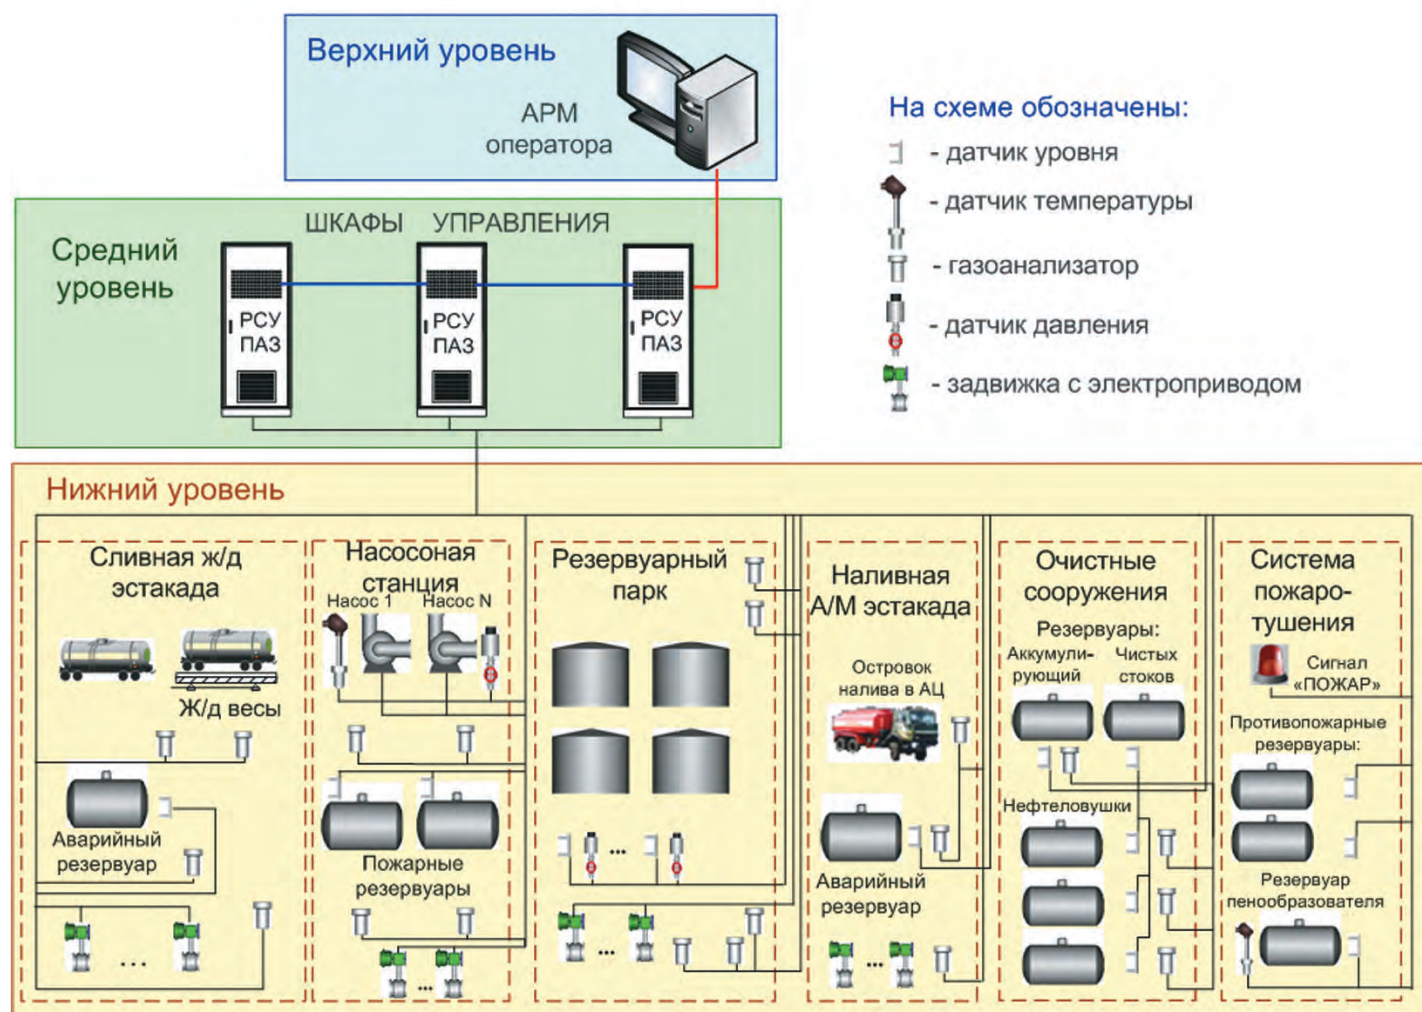 Верхний уровень
АРМ
оператора
На схеме обозначены:
- датчик уровня
- датчик температуры
- газоанализатор
- датчик давления
- задвижка с электроприводом
Средний
уровень
ШКАФЫ УПРАВЛЕНИЯ
РСУ
ПАЗ
РСУ
ПАЗ
РСУ
ПАЗ
Нижний уровень
Сливная ж/д
эстакада
Ж/д весы
Аварийный
резервуар
...
Насосоная
станция
Насос 1
Насос N
Пожарные
резервуары
...
Резервуарный
парк
...
...
Наливная
А/М эстакада
Островок
налива в АЦ
Аварийный
резервуар
...
Очистные
сооружения
Резервуары:
Аккумули-
рующий
Чистых
стоков
Нефтеловушки
Система
пожаро-
тушения
Сигнал
«ПОЖАР»
Противопожарные
резервуары:
Резервуар
пенообразователя